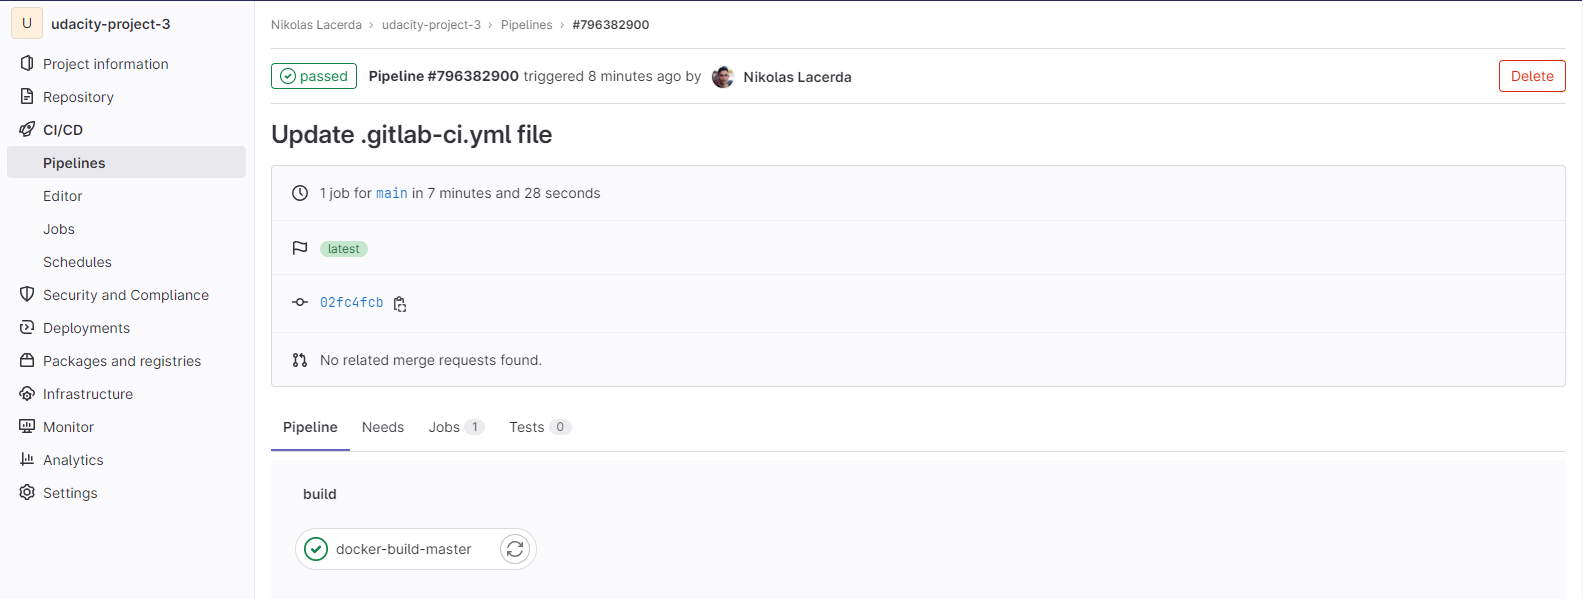 U udacity-project-3
Project information
Repository
CI/CD
Pipelines
Editor
Jobs
Schedules
Security and Compliance
Deployments
Packages and registries
Infrastructure
Monitor
Analytics
Settings
Nikolas Lacerda › udacity-project-3 › Pipelines › #796382900
passed Pipeline #796382900 triggered 8 minutes ago by Nikolas Lacerda Delete
Update .gitlab-ci.yml file
1 job for main in 7 minutes and 28 seconds
latest
02fc4fcb
No related merge requests found.
Pipeline Needs Jobs 1 Tests 0
build
docker-build-master